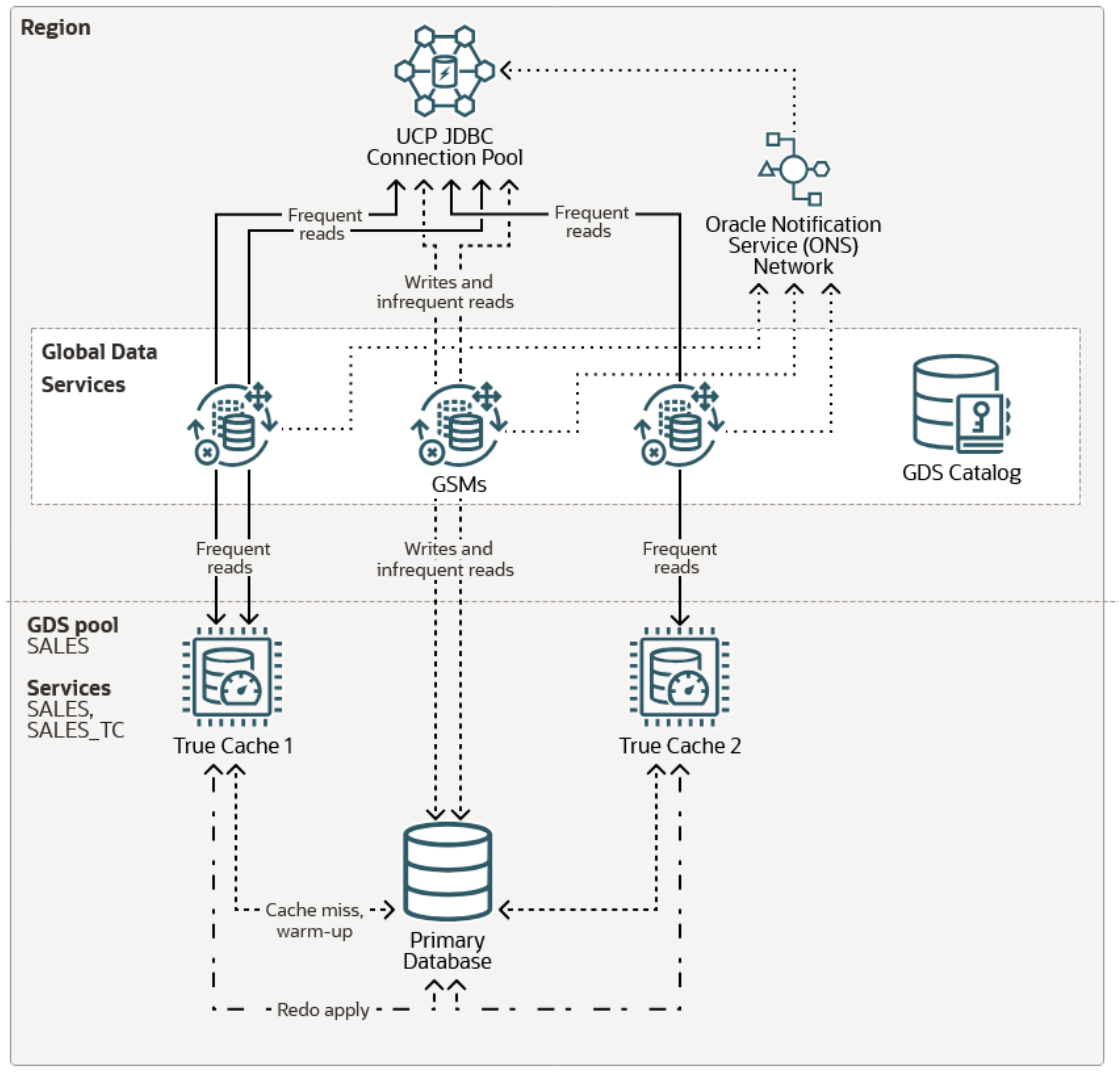 Region
UCP JDBC
Connection Pool
Frequent
reads
Frequent
reads
Oracle Notification
Service (ONS)
Network
Writes and
infrequent reads
Global Data
Services
GSMs
GDS Catalog
Frequent
reads
Writes and
infrequent reads
Frequent
reads
GDS pool
SALES
Services
SALES,
SALES_TC
True Cache 1
True Cache 2
Cache miss,
warm-up
Primary
Database
Redo apply